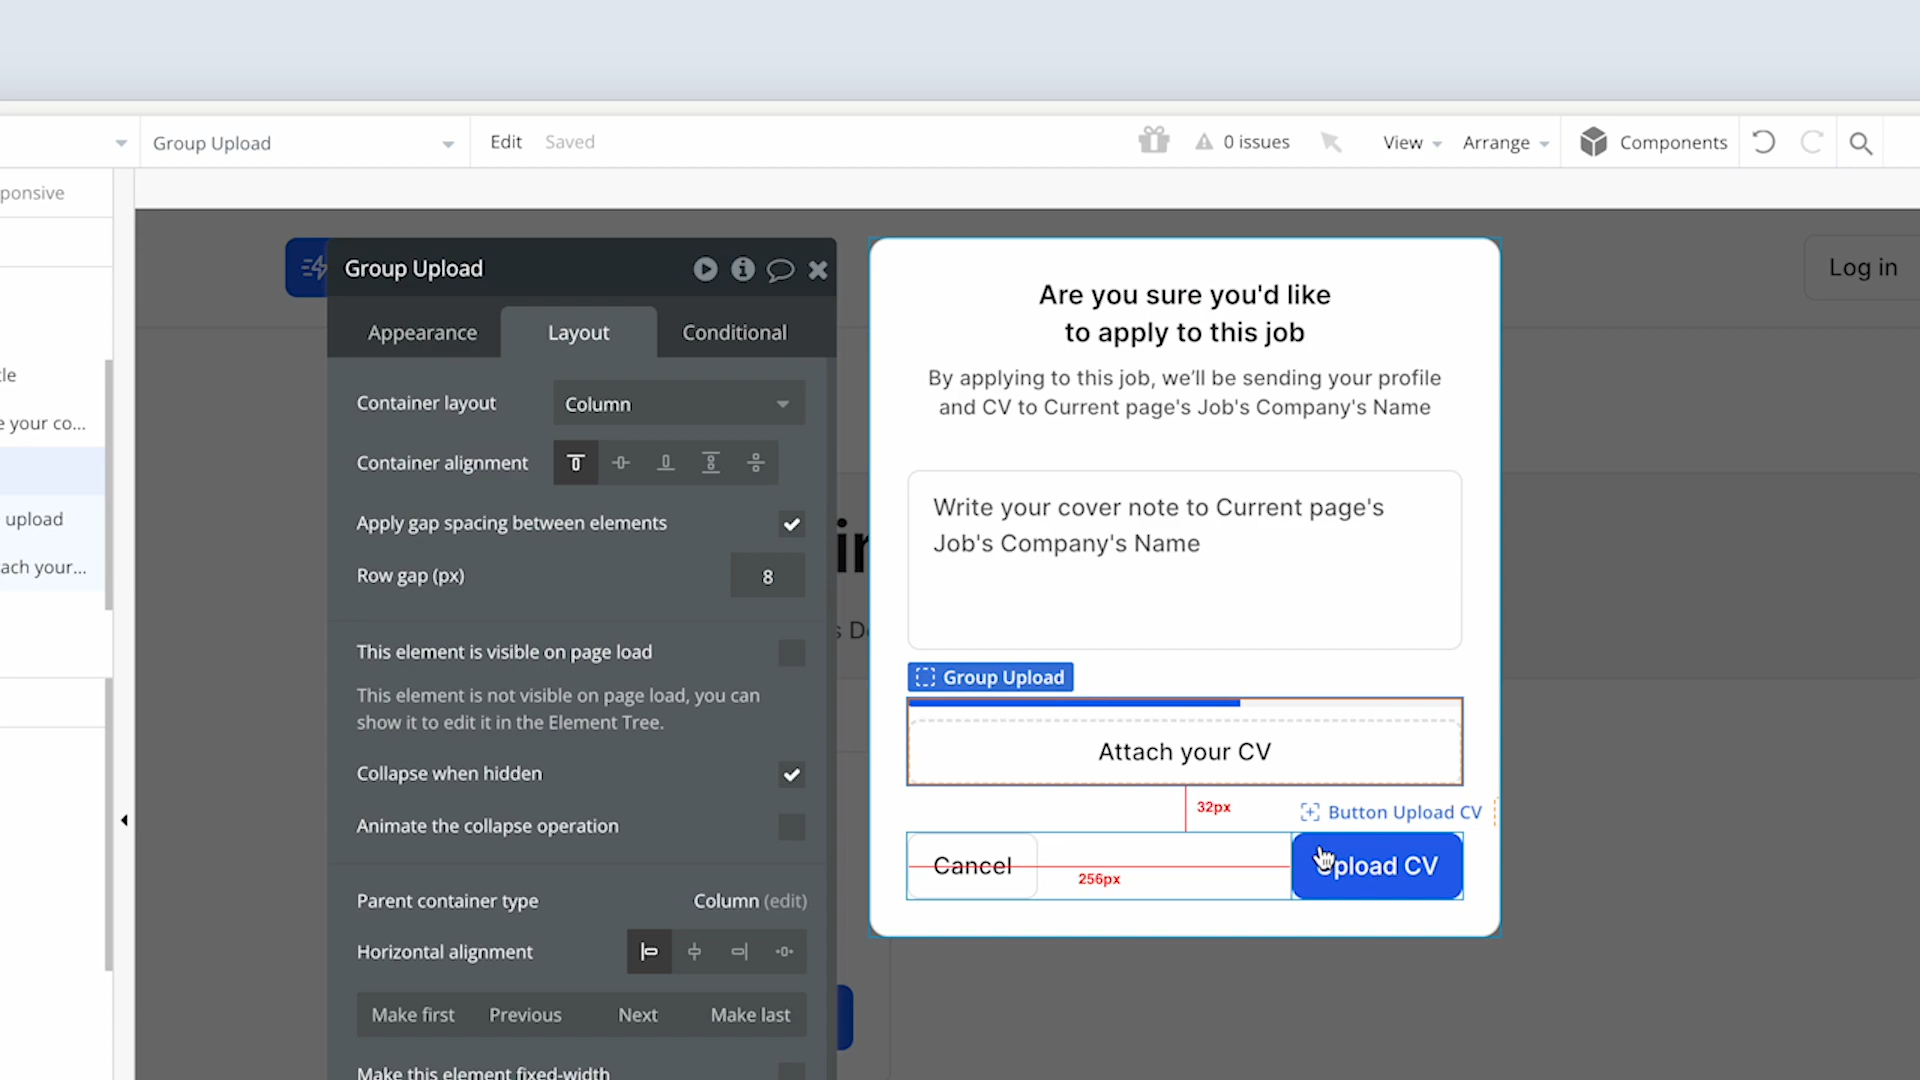 Group Upload
Edit
Saved
0 issues
View
Arrange
Components
ponsive
Log in
Group Upload
Appearance
Layout
Conditional
Container layout
Column
Container alignment
Apply gap spacing between elements
Row gap (px)
8
This element is visible on page load
This element is not visible on page load, you can
show it to edit it in the Element Tree.
Collapse when hidden
Animate the collapse operation
Parent container type
Column (edit)
Horizontal alignment
Make first
Previous
Next
Make last
Make this element fixed-width
tle
e your co...
upload
ach your...
in
s De
Are you sure you'd like
to apply to this job
By applying to this job, we'll be sending your profile
and CV to Current page's Job's Company's Name
Write your cover note to Current page's
Job's Company's Name
Group Upload
Attach your CV
32px
Button Upload CV
Cancel
256px
Upload CV